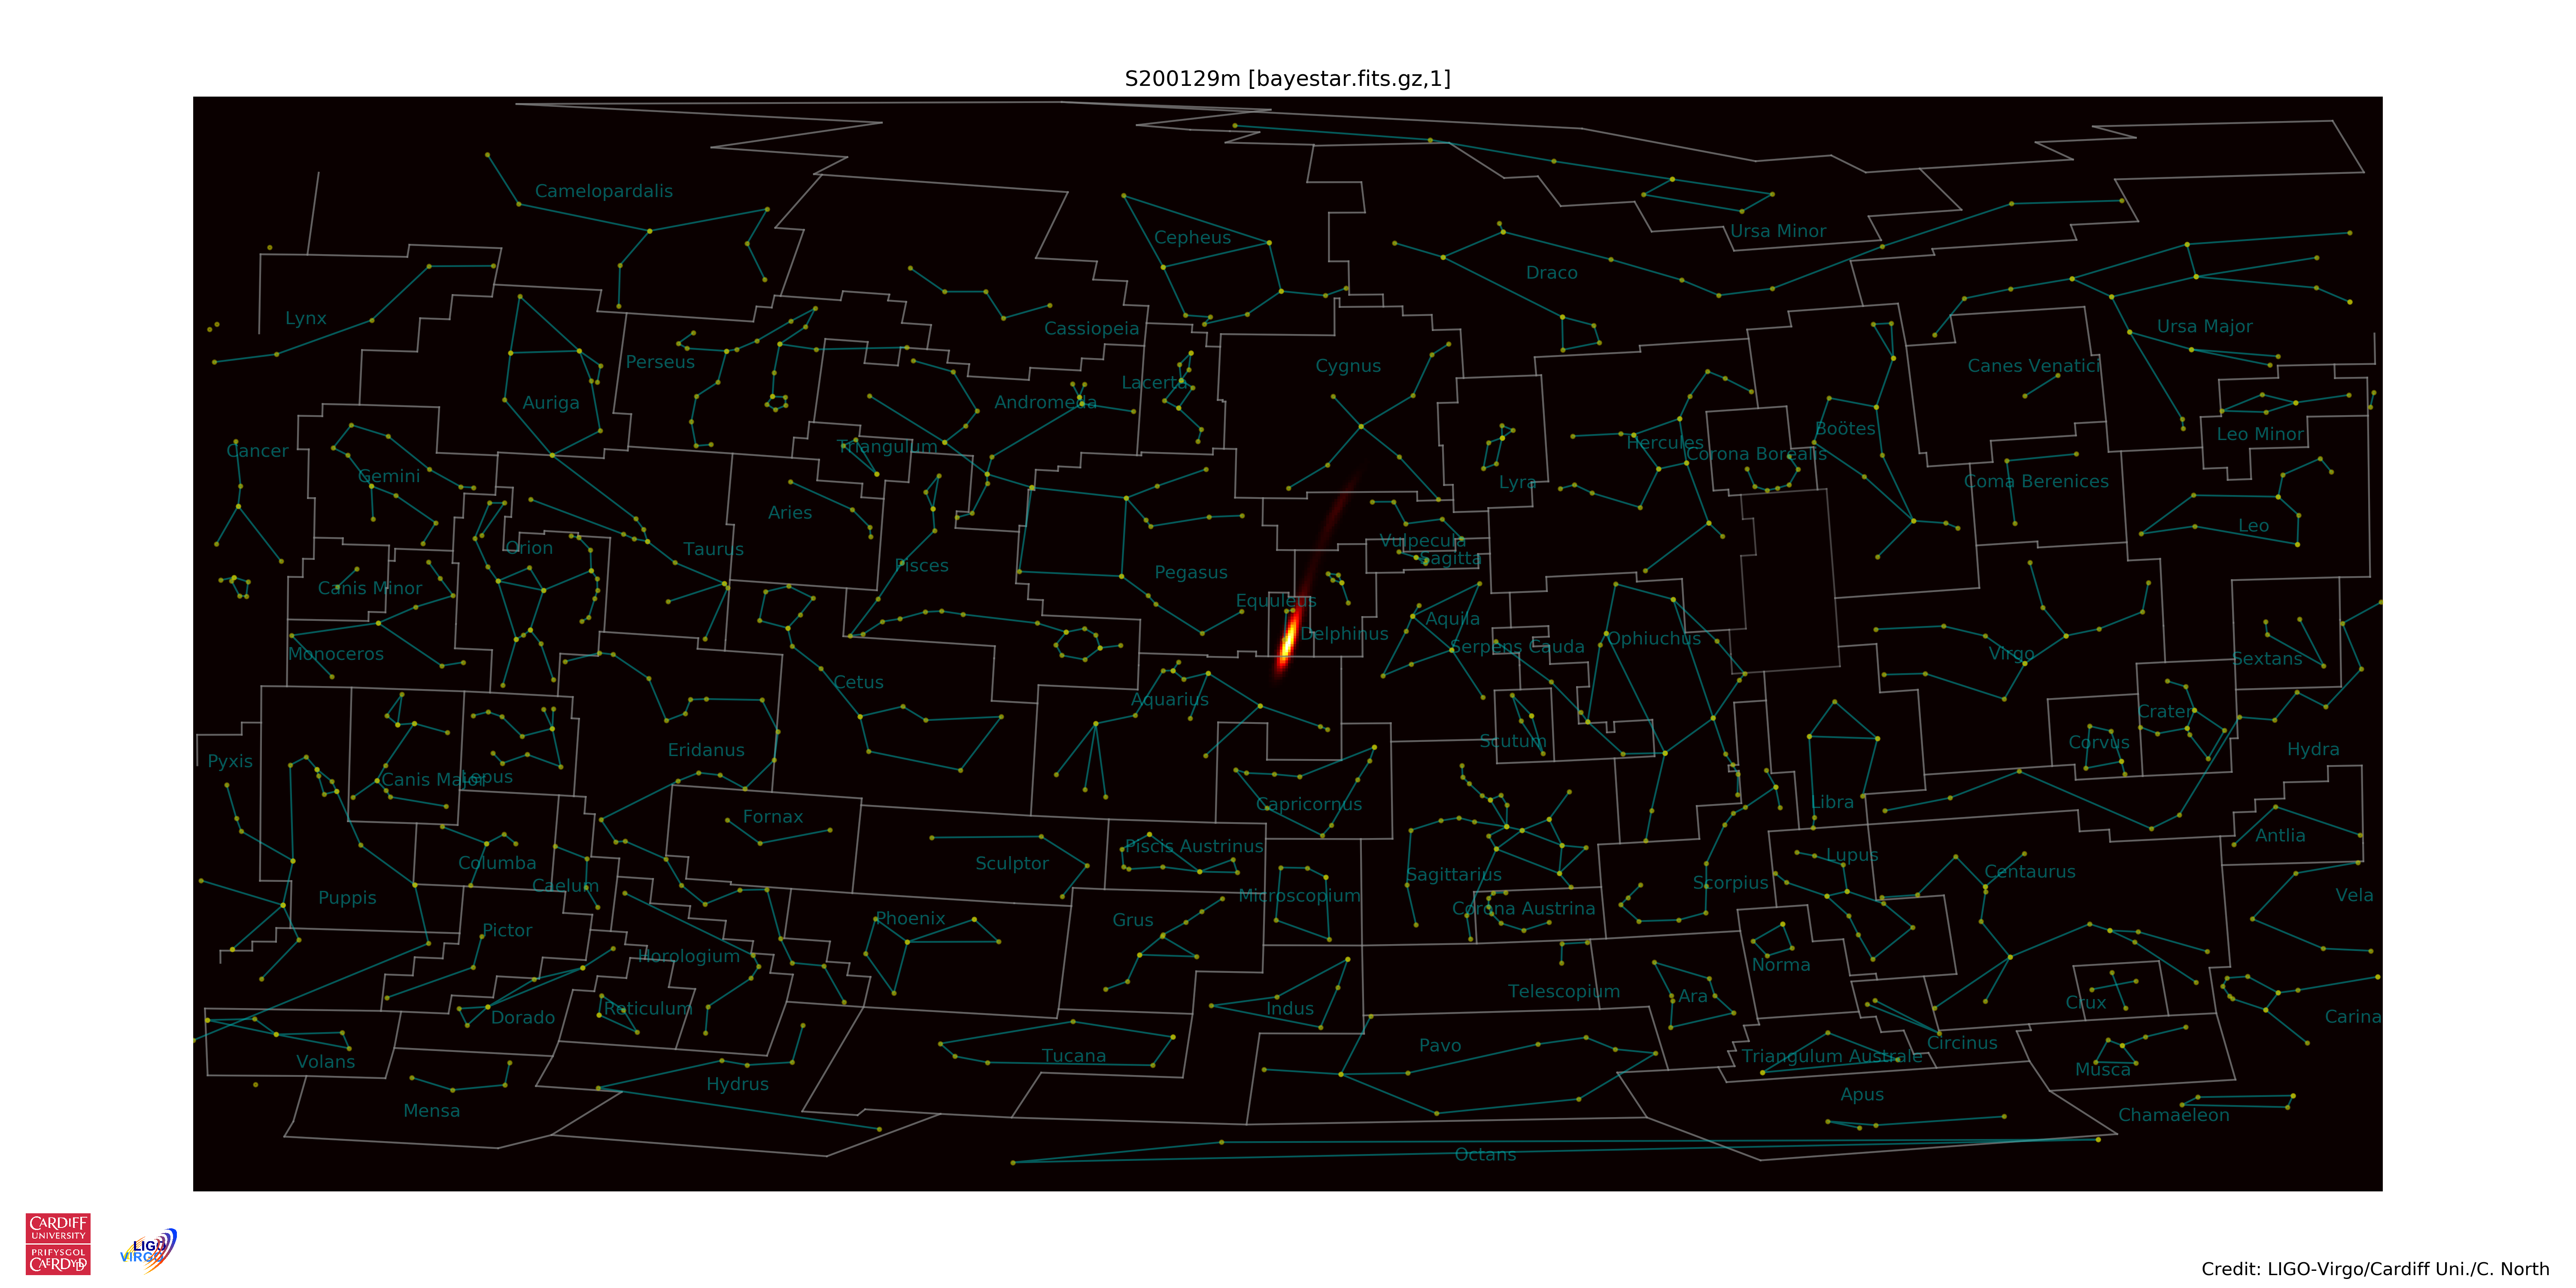 S200129m [bayestar.fits.gz,1]
Camelopardalis
Ursa Minor
Cepheus
Draco
Lynx
Cassiopeia
Ursa Major
Perseus
Cygnus
Canes Venatici
Lacerta
Auriga
Andromeda
Boötes
Leo Minor
Cancer
Triangulum
Hercules
Corona Borealis
Gemini
Lyra
Coma Berenices
Aries
Leo
Orion
Taurus
Vulpecula
Sagitta
Pisces
Pegasus
Canis Minor
Equuleus
Aquila
Delphinus
Serpens Cauda
Ophiuchus
Monoceros
Virgo
Sextans
Cetus
Aquarius
Crater
Scutum
Corvus
Eridanus
Hydra
Pyxis
Canis Major
Lepus
Capricornus
Libra
Fornax
Antlia
Piscis Austrinus
Columba
Sculptor
Lupus
Centaurus
Caelum
Sagittarius
Scorpius
Puppis
Microscopium
Vela
Corona Austrina
Phoenix
Grus
Pictor
Horologium
Norma
Telescopium
Ara
Reticulum
Indus
Crux
Dorado
Carina
Pavo
Circinus
Volans
Tucana
Triangulum Australe
Musca
Hydrus
Apus
Mensa
Chamaeleon
Octans
CARDIFF
UNIVERSITY
PRIFYSGOL
CAERDYDD
LIGO
VIRGO
Credit: LIGO-Virgo/Cardiff Uni./C. North